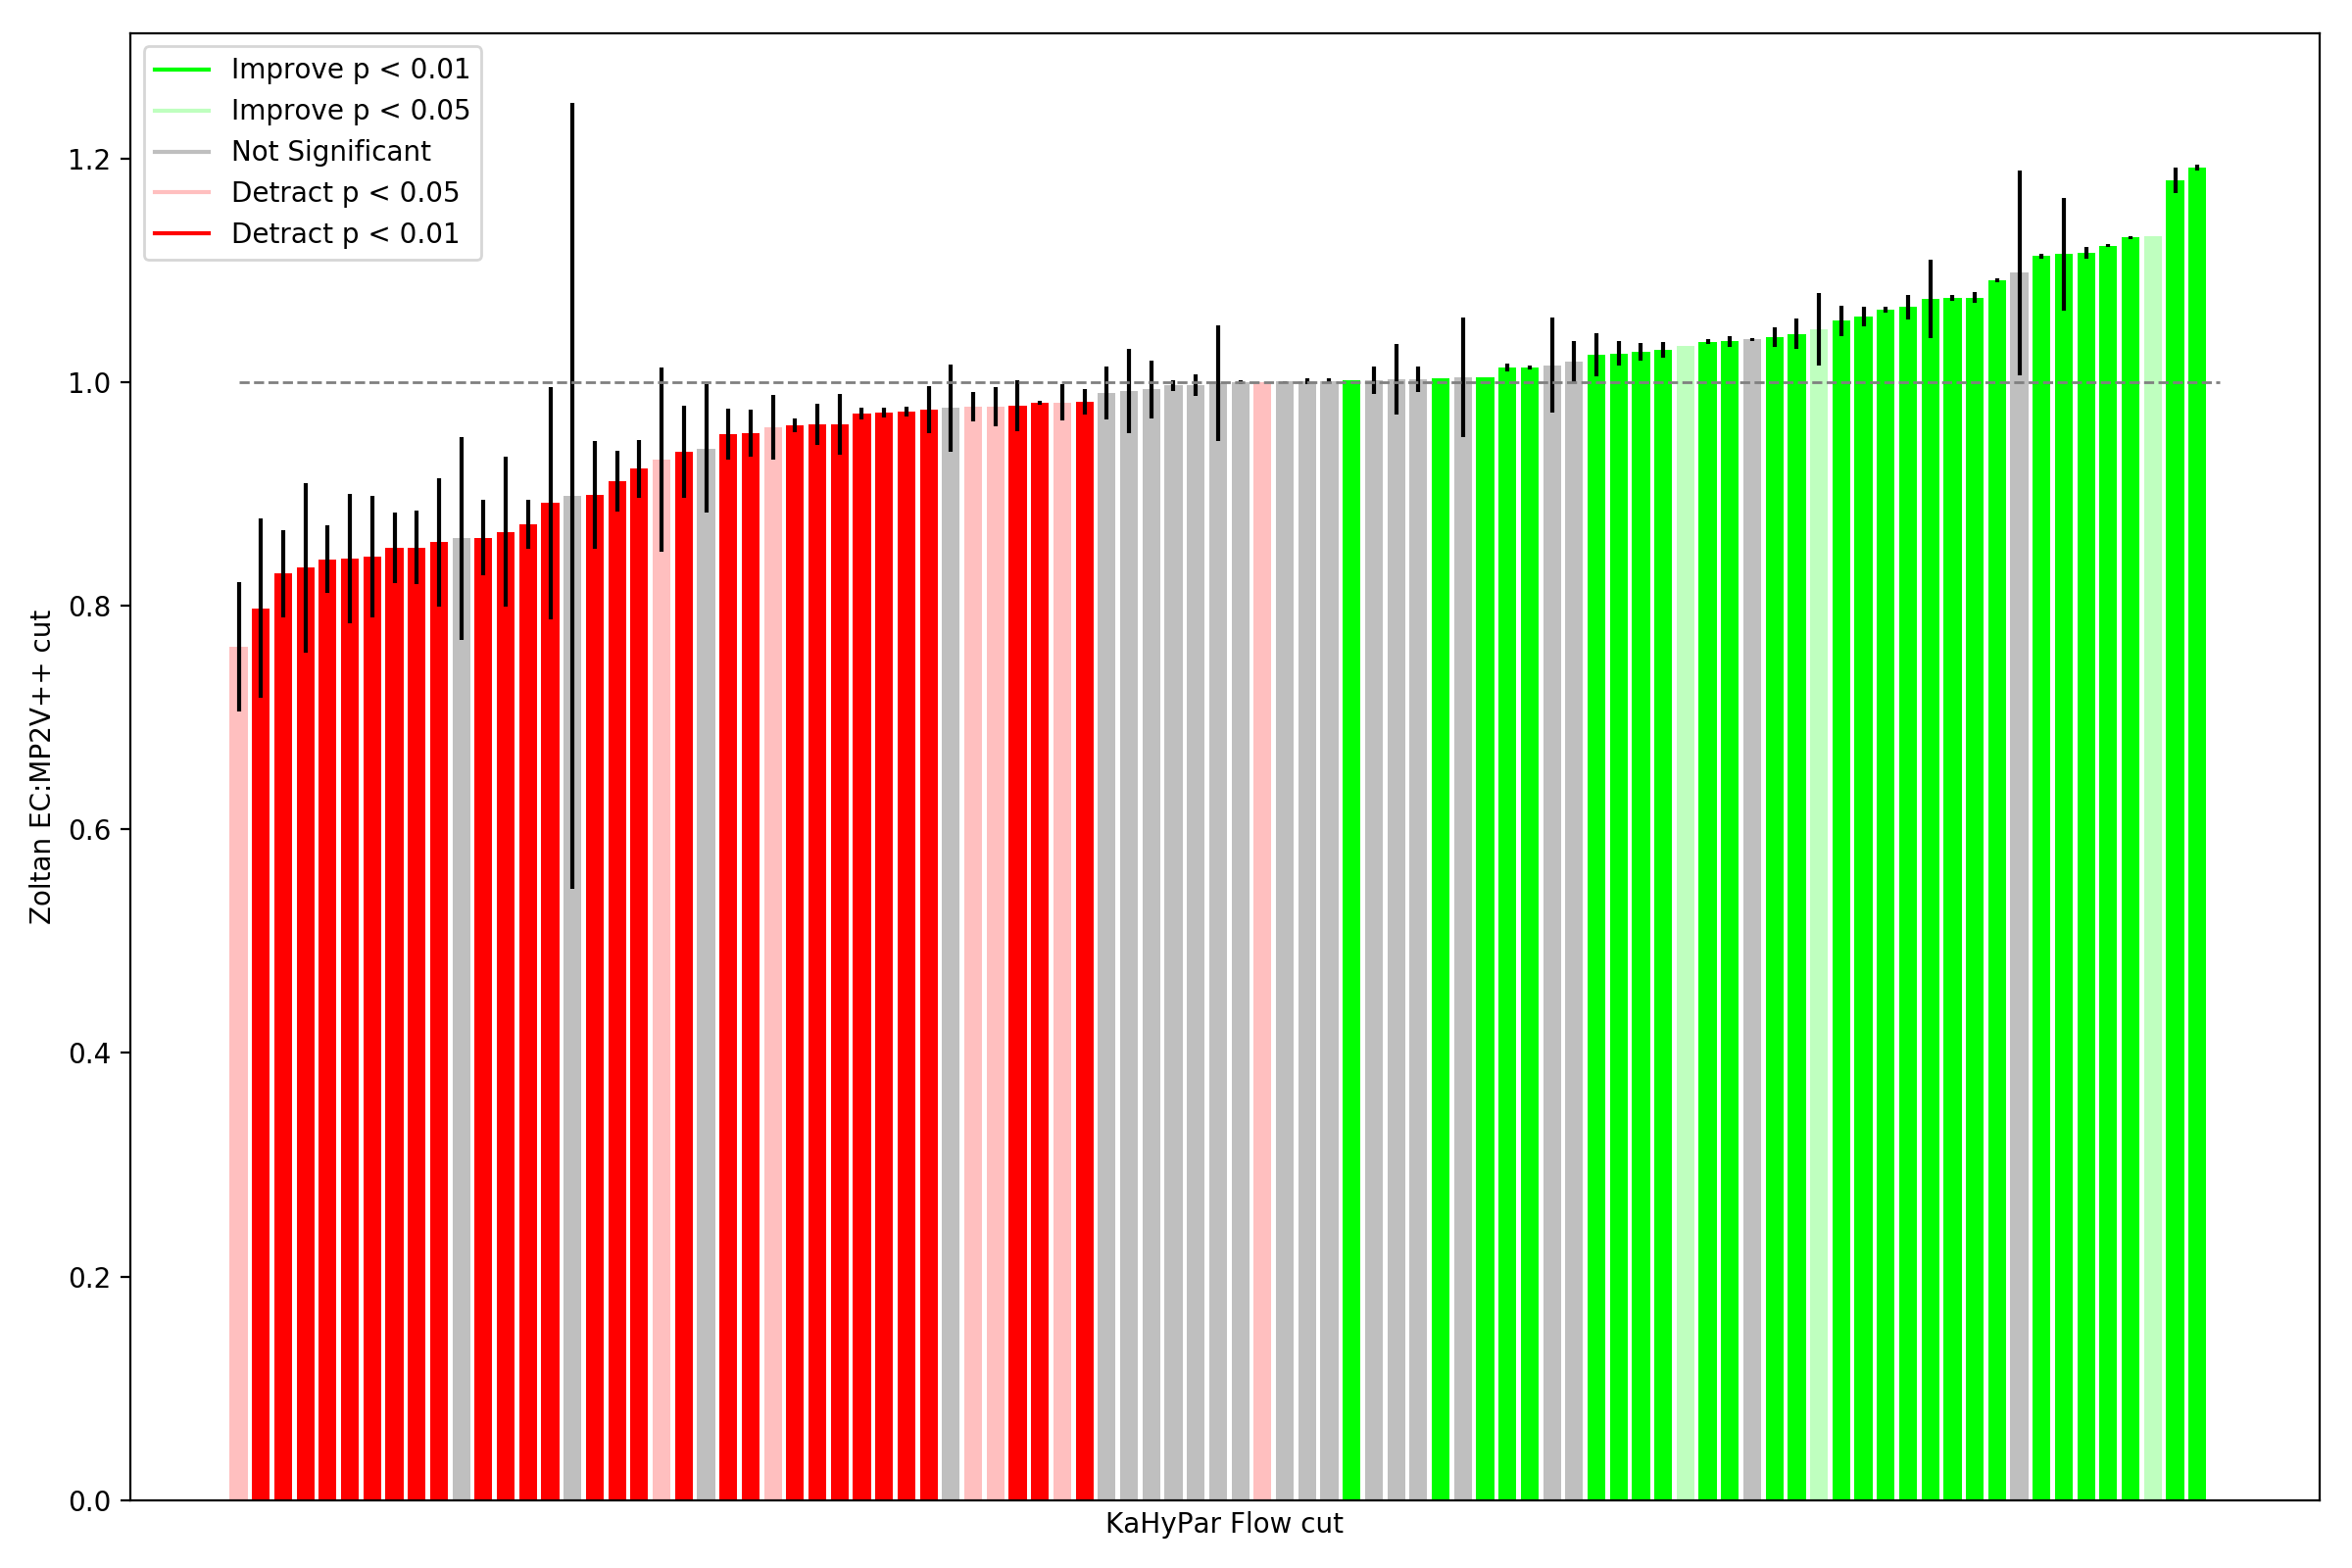 Improve p < 0.01
Improve p < 0.05
Not Significant
Detract p < 0.05
Detract p < 0.01
1.2
1.0
0.8
0.6
0.4
0.2
0.0
Zoltan EC:MP2V++ cut
KaHyPar Flow cut